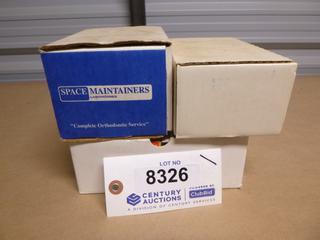 SPACE MAINTAINERS
LABORATORIES
"Complete Orthodontic Service"
LOT NO
8326
CENTURY
AUCTIONS
POWERED BY
ClubBid
A DIVISION OF CENTURY SERVICES